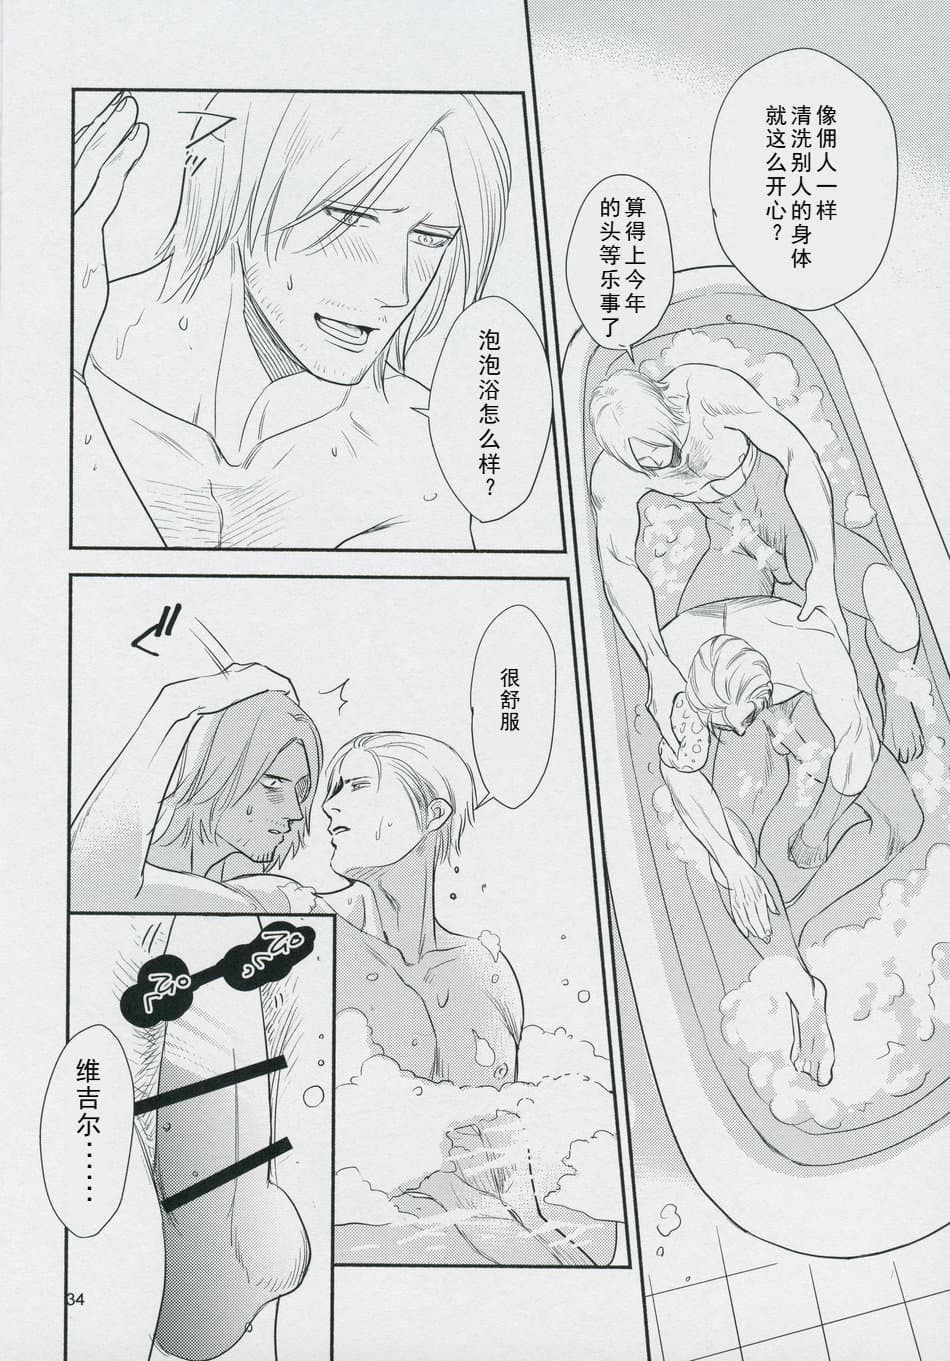 像佣人一样
清洗别人的身体
就这么开心？
算得上今年
的头等乐事了
泡泡浴怎么样？
很舒服
维吉尔……
34